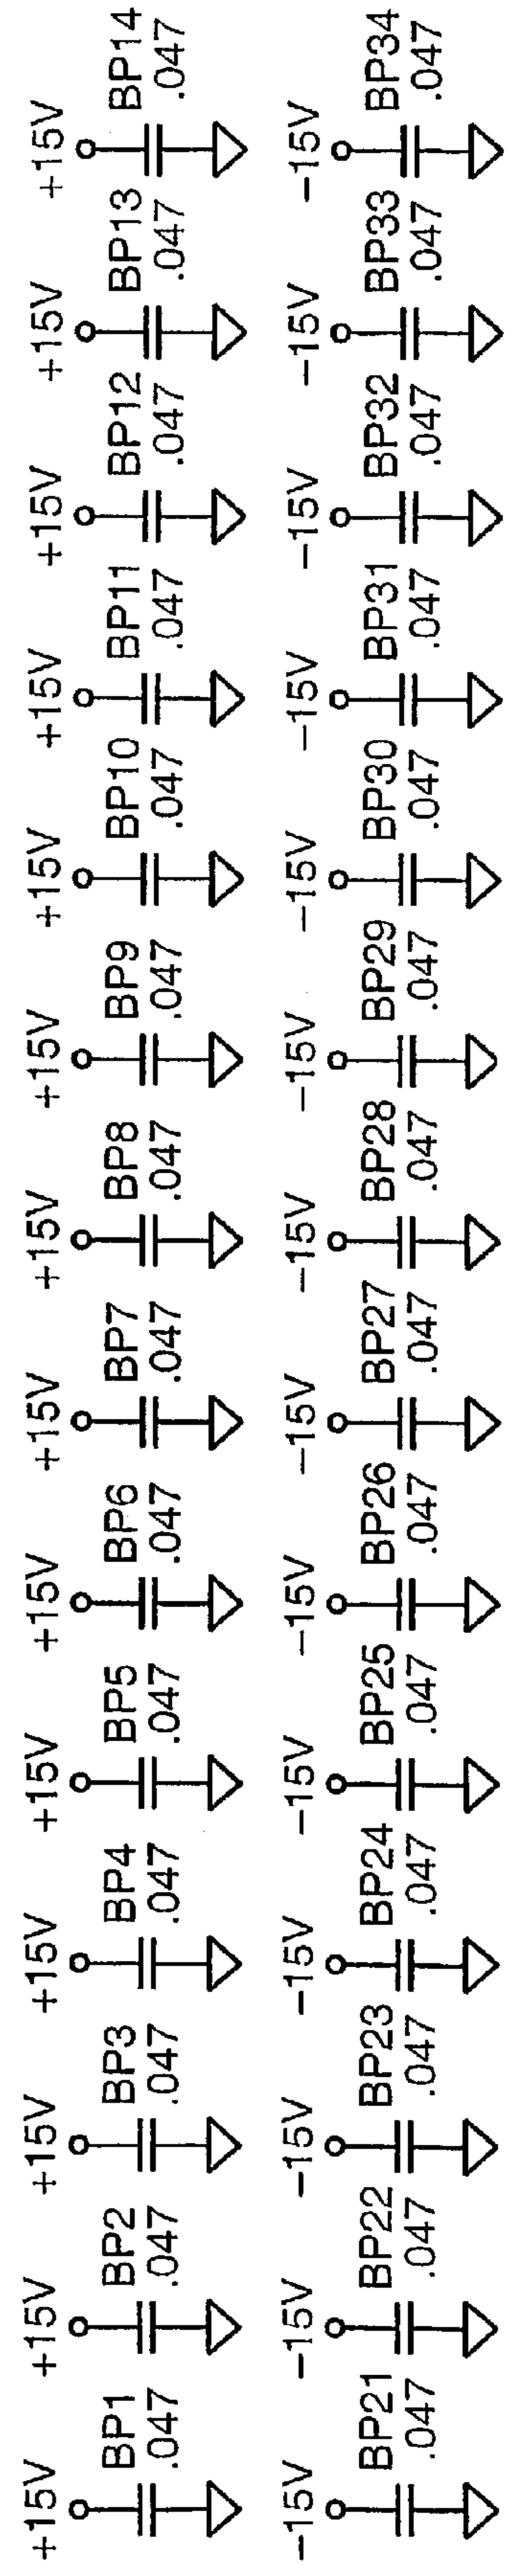 +15V +15V +15V +15V +15V +15V +15V +15V +15V +15V +15V +15V +15V +15V
BP1 BP2 BP3 BP4 BP5 BP6 BP7 BP8 BP9 BP10 BP11 BP12 BP13 BP14
.047 .047 .047 .047 .047 .047 .047 .047 .047 .047 .047 .047 .047 .047
−15V −15V −15V −15V −15V −15V −15V −15V −15V −15V −15V −15V −15V −15V
BP21 BP22 BP23 BP24 BP25 BP26 BP27 BP28 BP29 BP30 BP31 BP32 BP33 BP34
.047 .047 .047 .047 .047 .047 .047 .047 .047 .047 .047 .047 .047 .047